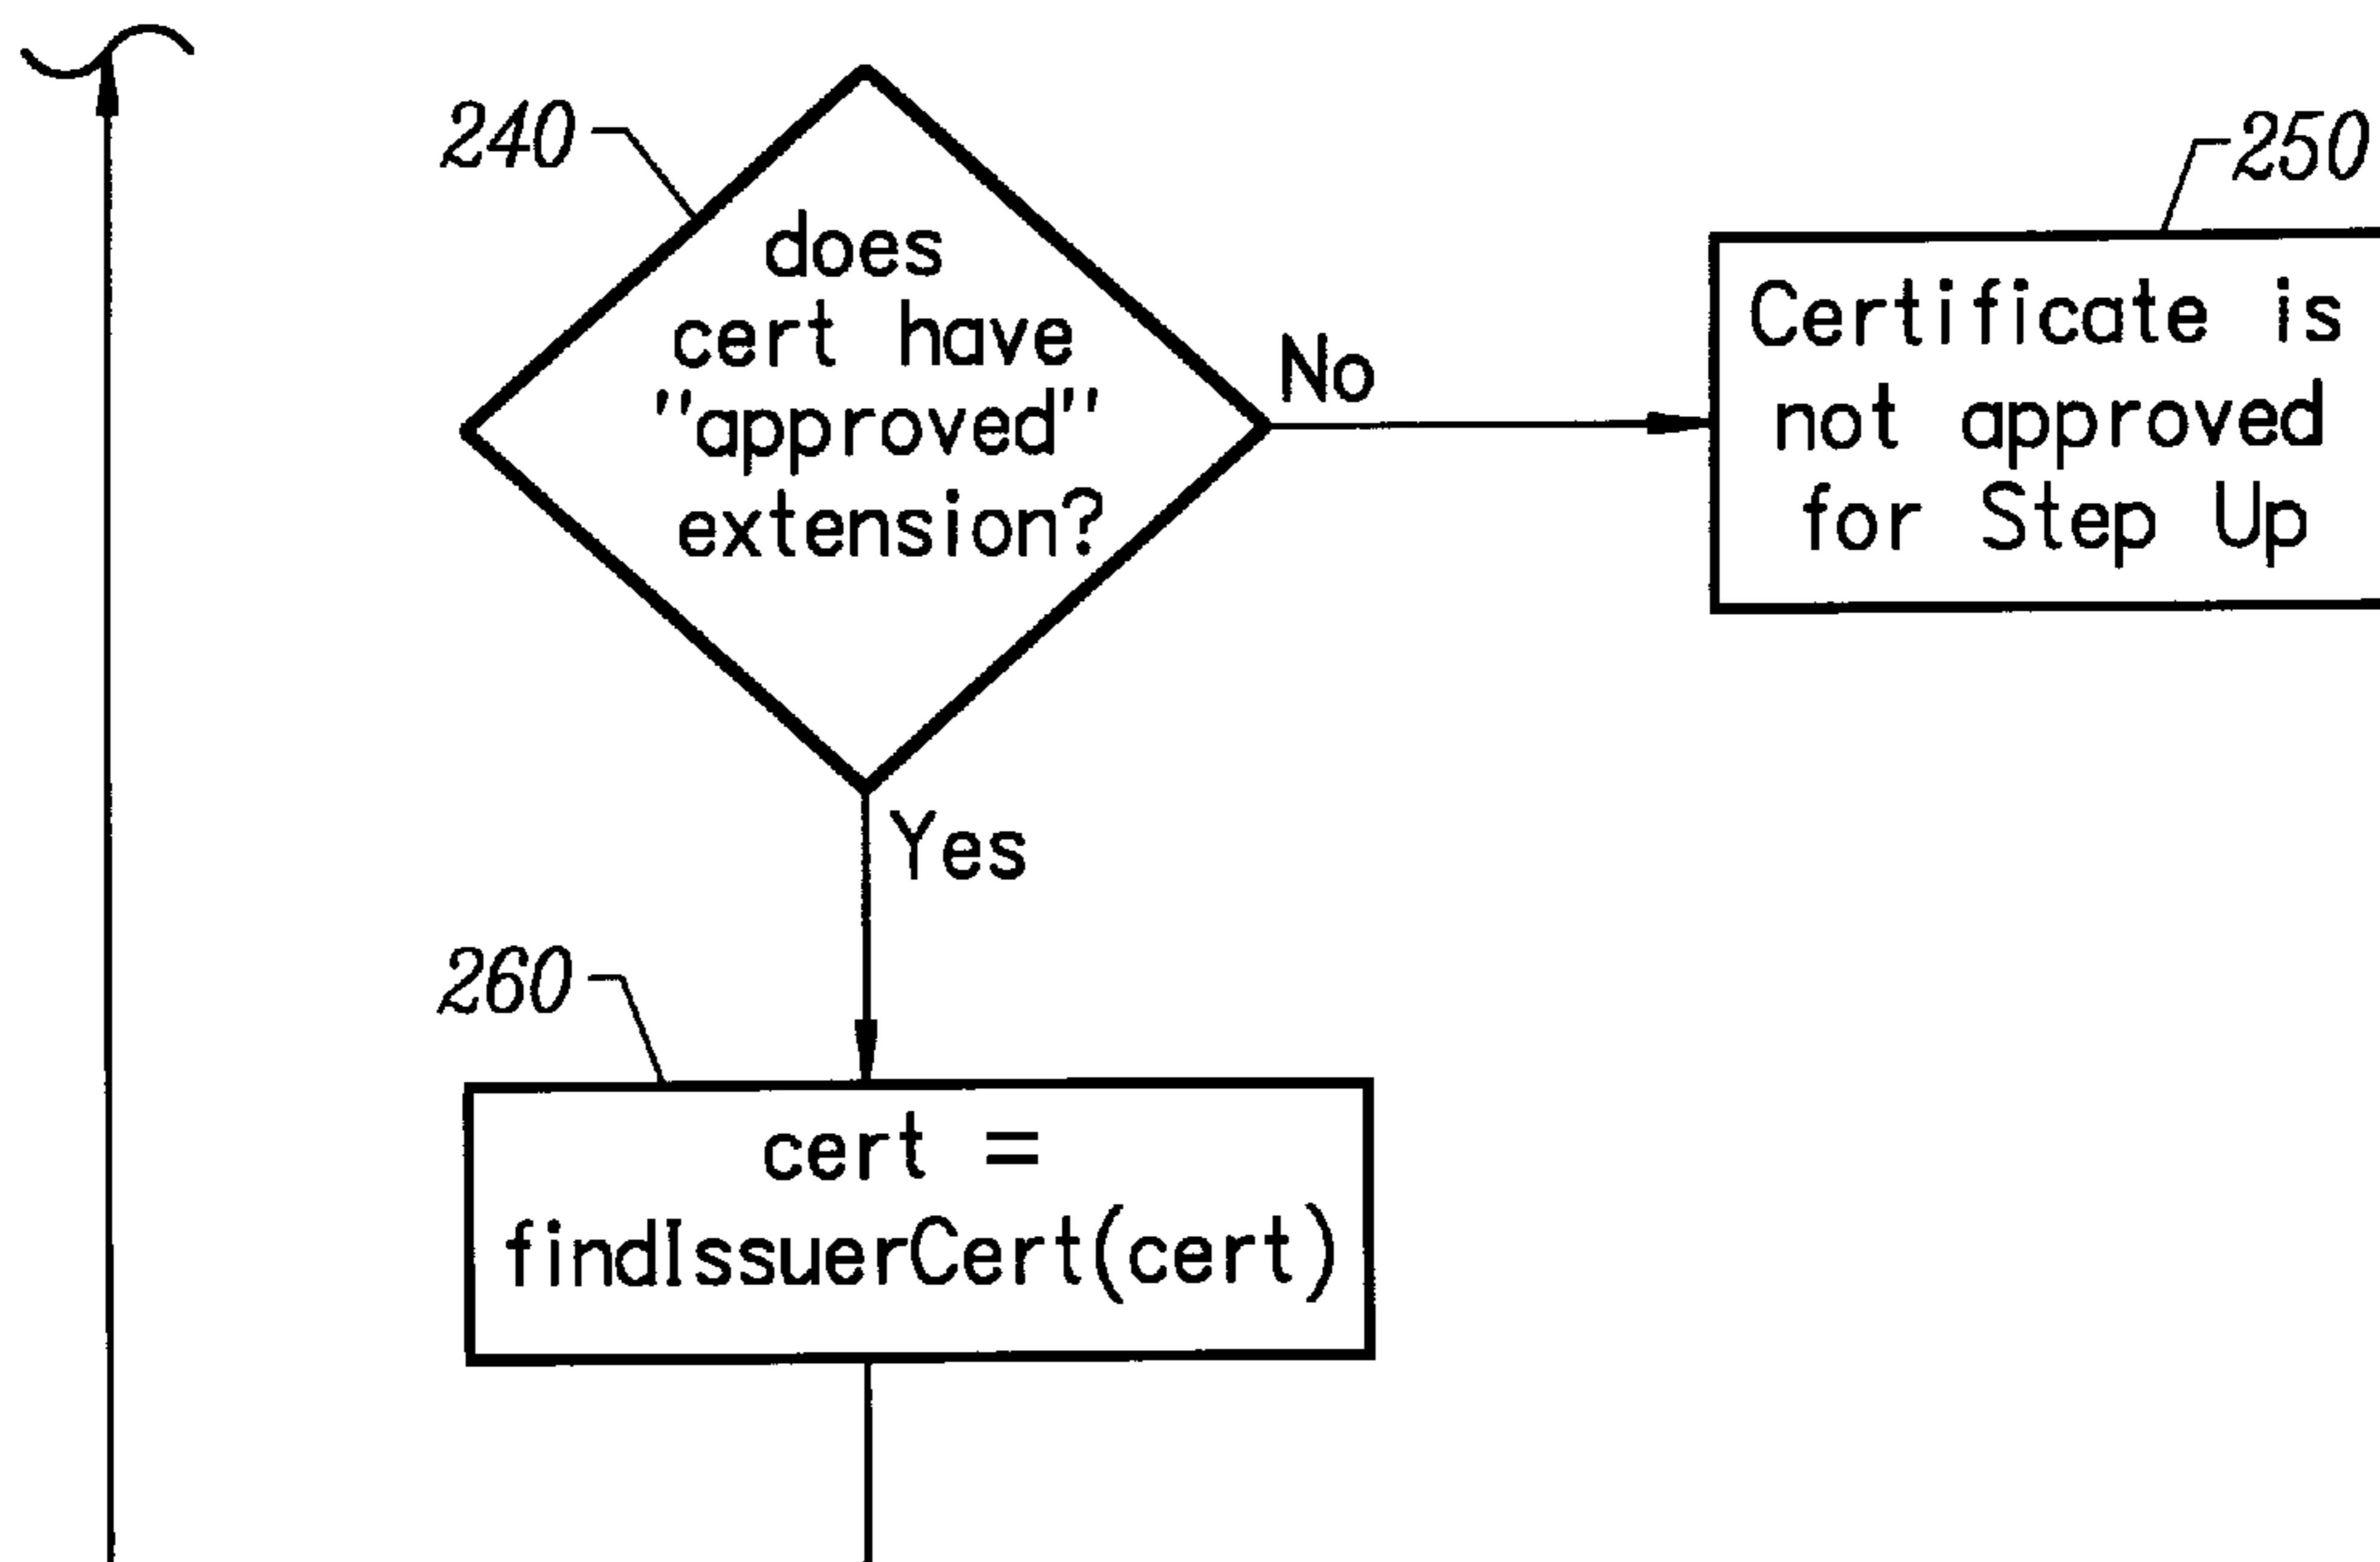 240
does
cert have
"approved"
extension?
No
250
Certificate is
not approved
for Step Up
Yes
260
cert =
findIssuerCert(cert)